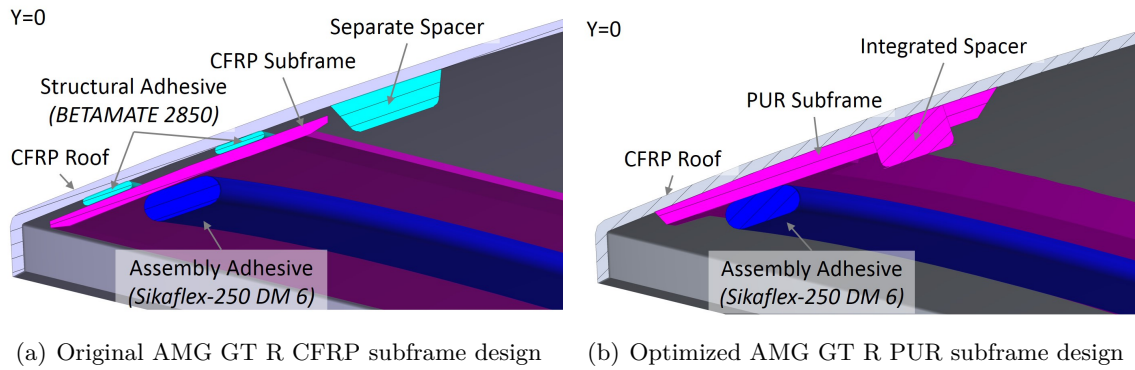 Y=0
Separate Spacer
CFRP Subframe
Structural Adhesive
(BETAMATE 2850)
CFRP Roof
Assembly Adhesive
(Sikaflex-250 DM 6)
(a) Original AMG GT R CFRP subframe design
Y=0
Integrated Spacer
PUR Subframe
CFRP Roof
Assembly Adhesive
(Sikaflex-250 DM 6)
(b) Optimized AMG GT R PUR subframe design